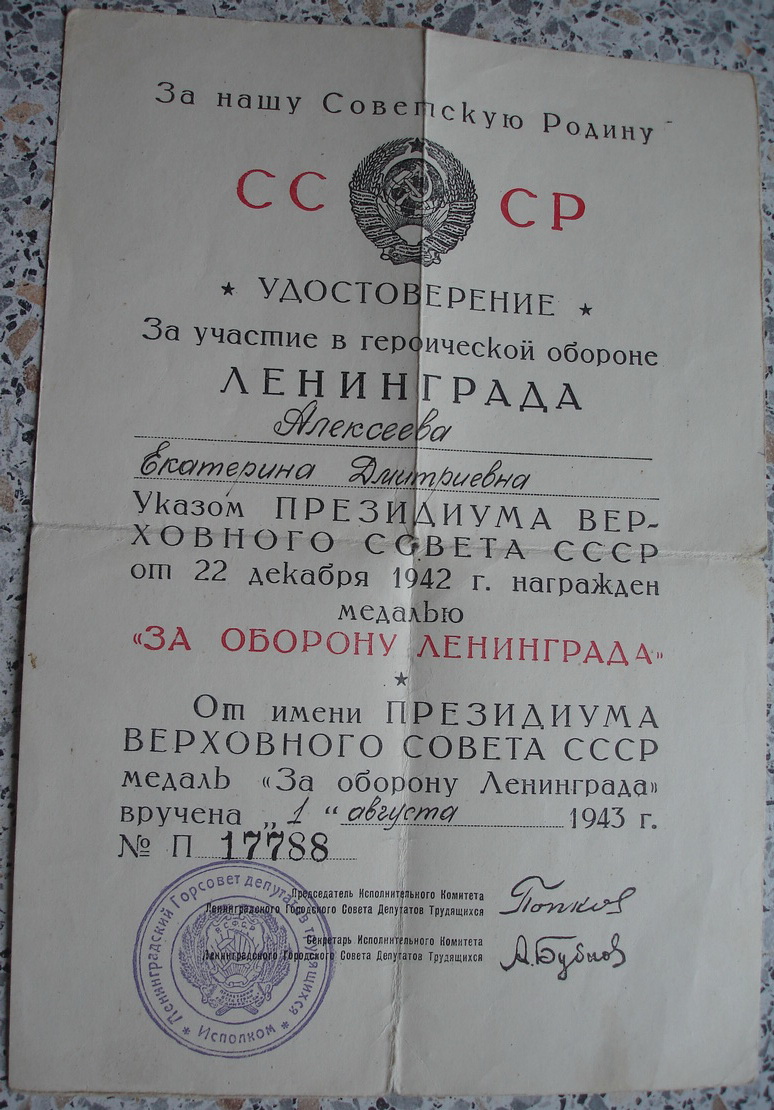 За нашу Советскую Родину
СС СР
★ УДОСТОВЕРЕНИЕ ★
За участие в героической обороне
ЛЕНИНГРАДА
Алексеева
Екатерина Дмитриевна
Указом ПРЕЗИДИУМА ВЕР-
ХОВНОГО СОВЕТА СССР
от 22 декабря 1942 г. награжден
медалью
«ЗА ОБОРОНУ ЛЕНИНГРАДА»
★
От имени ПРЕЗИДИУМА
ВЕРХОВНОГО СОВЕТА СССР
медаль «За оборону Ленинграда»
вручена „1“ августа 1943 г.
№ П 17788
Председатель Исполнительного Комитета
Ленинградского Городского Совета Депутатов Трудящихся
Попков
Секретарь Исполнительного Комитета
Ленинградского Городского Совета Депутатов Трудящихся
А.Бубнов
Ленинградский Горсовет депутатов трудящихся
* Исполком *
РСФСР